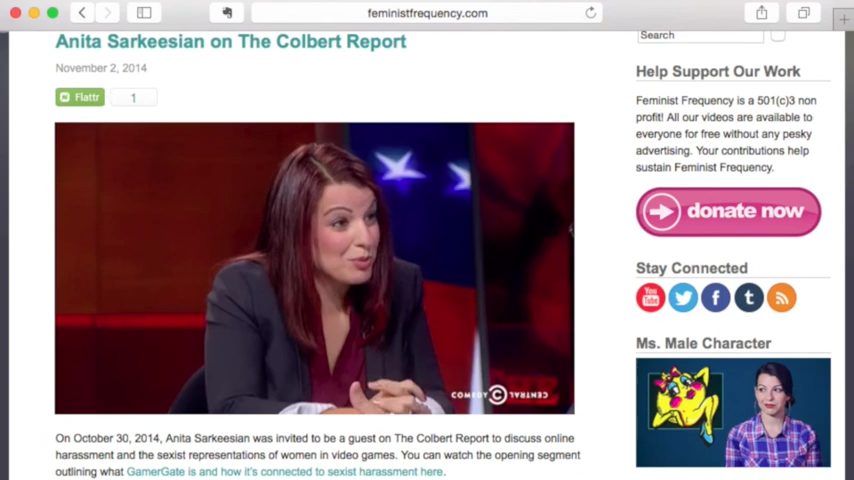 feministfrequency.com
Anita Sarkeesian on The Colbert Report
November 2, 2014
Flattr 1
COMEDY CENTRAL
On October 30, 2014, Anita Sarkeesian was invited to be a guest on The Colbert Report to discuss online
harassment and the sexist representations of women in video games. You can watch the opening segment
outlining what GamerGate is and how it's connected to sexist harassment here.
Search
Help Support Our Work
Feminist Frequency is a 501(c)3 non
profit! All our videos are available to
everyone for free without any pesky
advertising. Your contributions help
sustain Feminist Frequency.
donate now
Stay Connected
You
Tube
Ms. Male Character